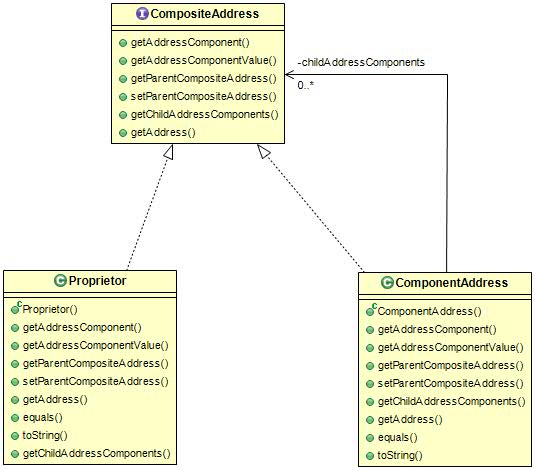 CompositeAddress
getAddressComponent()
getAddressComponentValue()
getParentCompositeAddress()
setParentCompositeAddress()
getChildAddressComponents()
getAddress()
-childAddressComponents
0..*
Proprietor
Proprietor()
getAddressComponent()
getAddressComponentValue()
getParentCompositeAddress()
setParentCompositeAddress()
getAddress()
equals()
toString()
getChildAddressComponents()
ComponentAddress
ComponentAddress()
getAddressComponent()
getAddressComponentValue()
getParentCompositeAddress()
setParentCompositeAddress()
getChildAddressComponents()
getAddress()
equals()
toString()